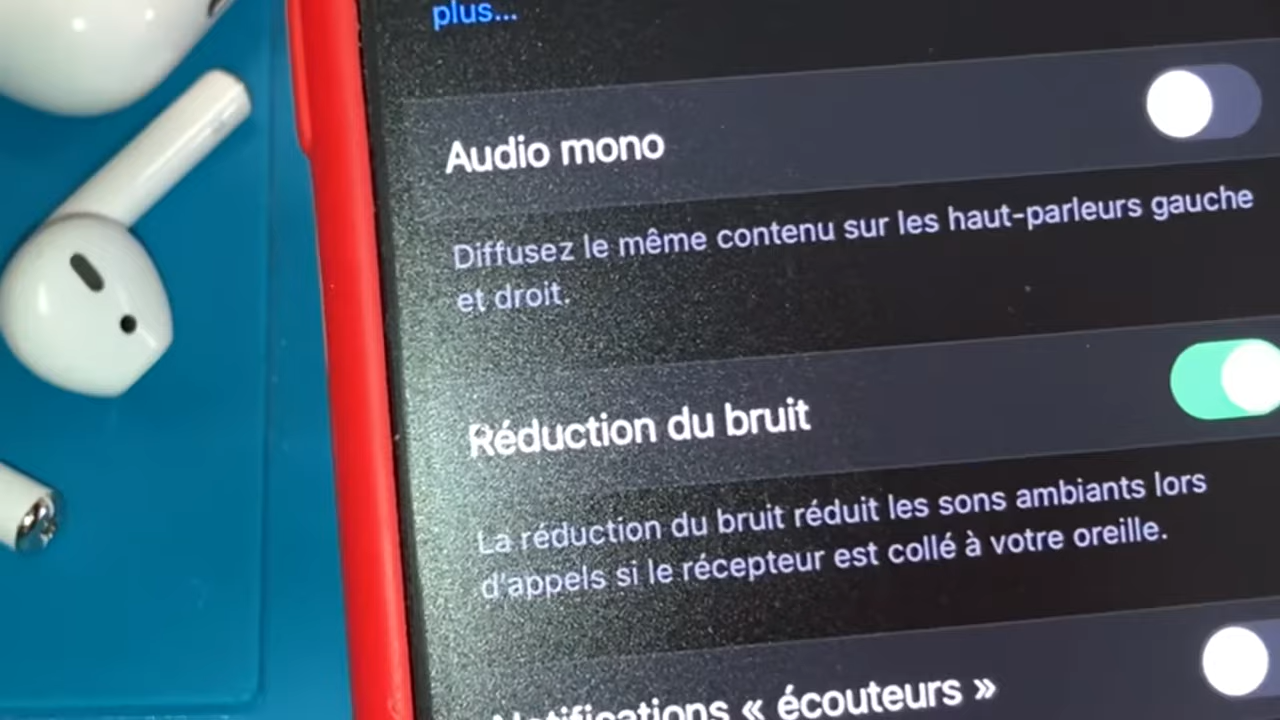 plus...
Audio mono
Diffusez le même contenu sur les haut-parleurs gauche
et droit.
Réduction du bruit
La réduction du bruit réduit les sons ambiants lors
d'appels si le récepteur est collé à votre oreille.
Notifications « écouteurs »